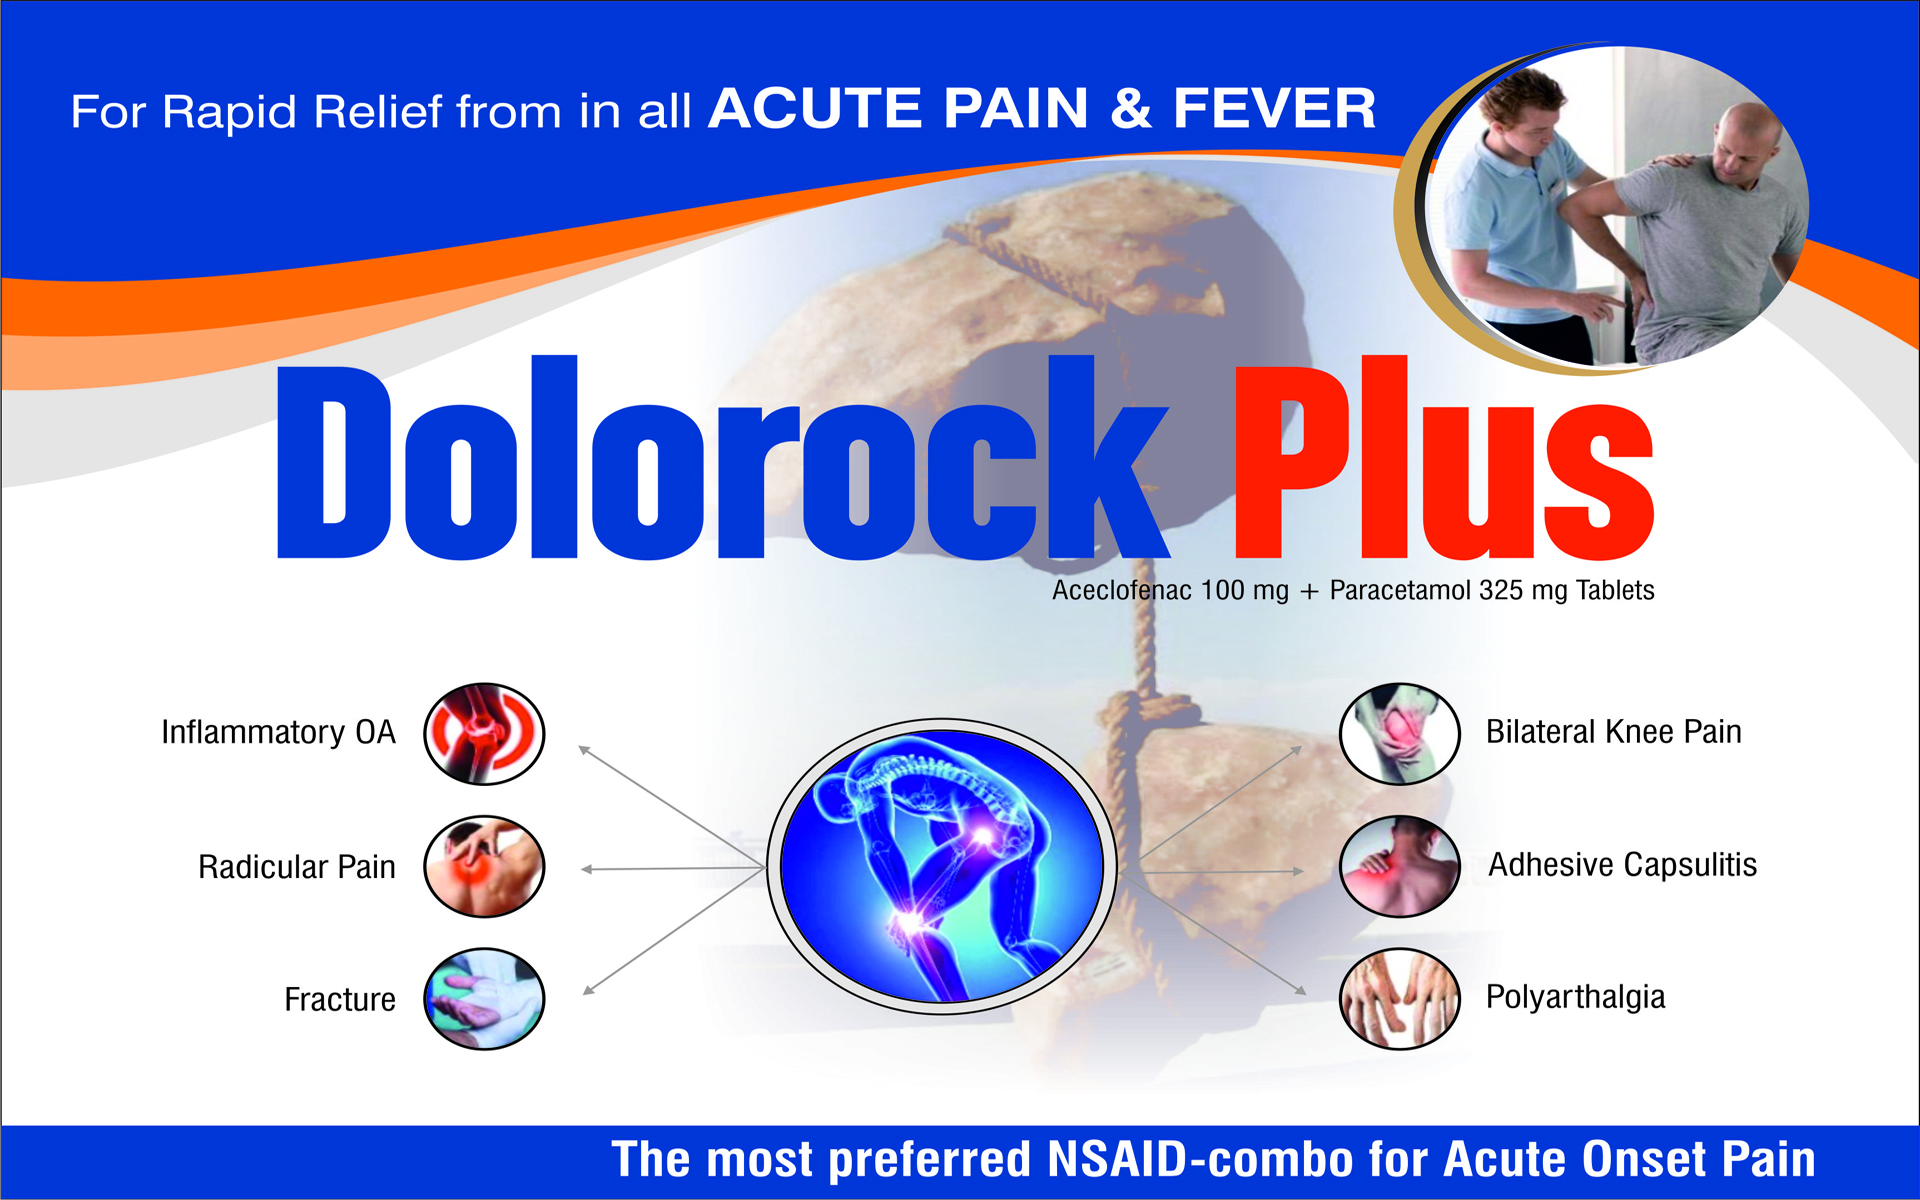 For Rapid Relief from in all ACUTE PAIN & FEVER
Dolorock Plus
Aceclofenac 100 mg + Paracetamol 325 mg Tablets
Inflammatory OA
Radicular Pain
Fracture
Bilateral Knee Pain
Adhesive Capsulitis
Polyarthalgia
The most preferred NSAID-combo for Acute Onset Pain